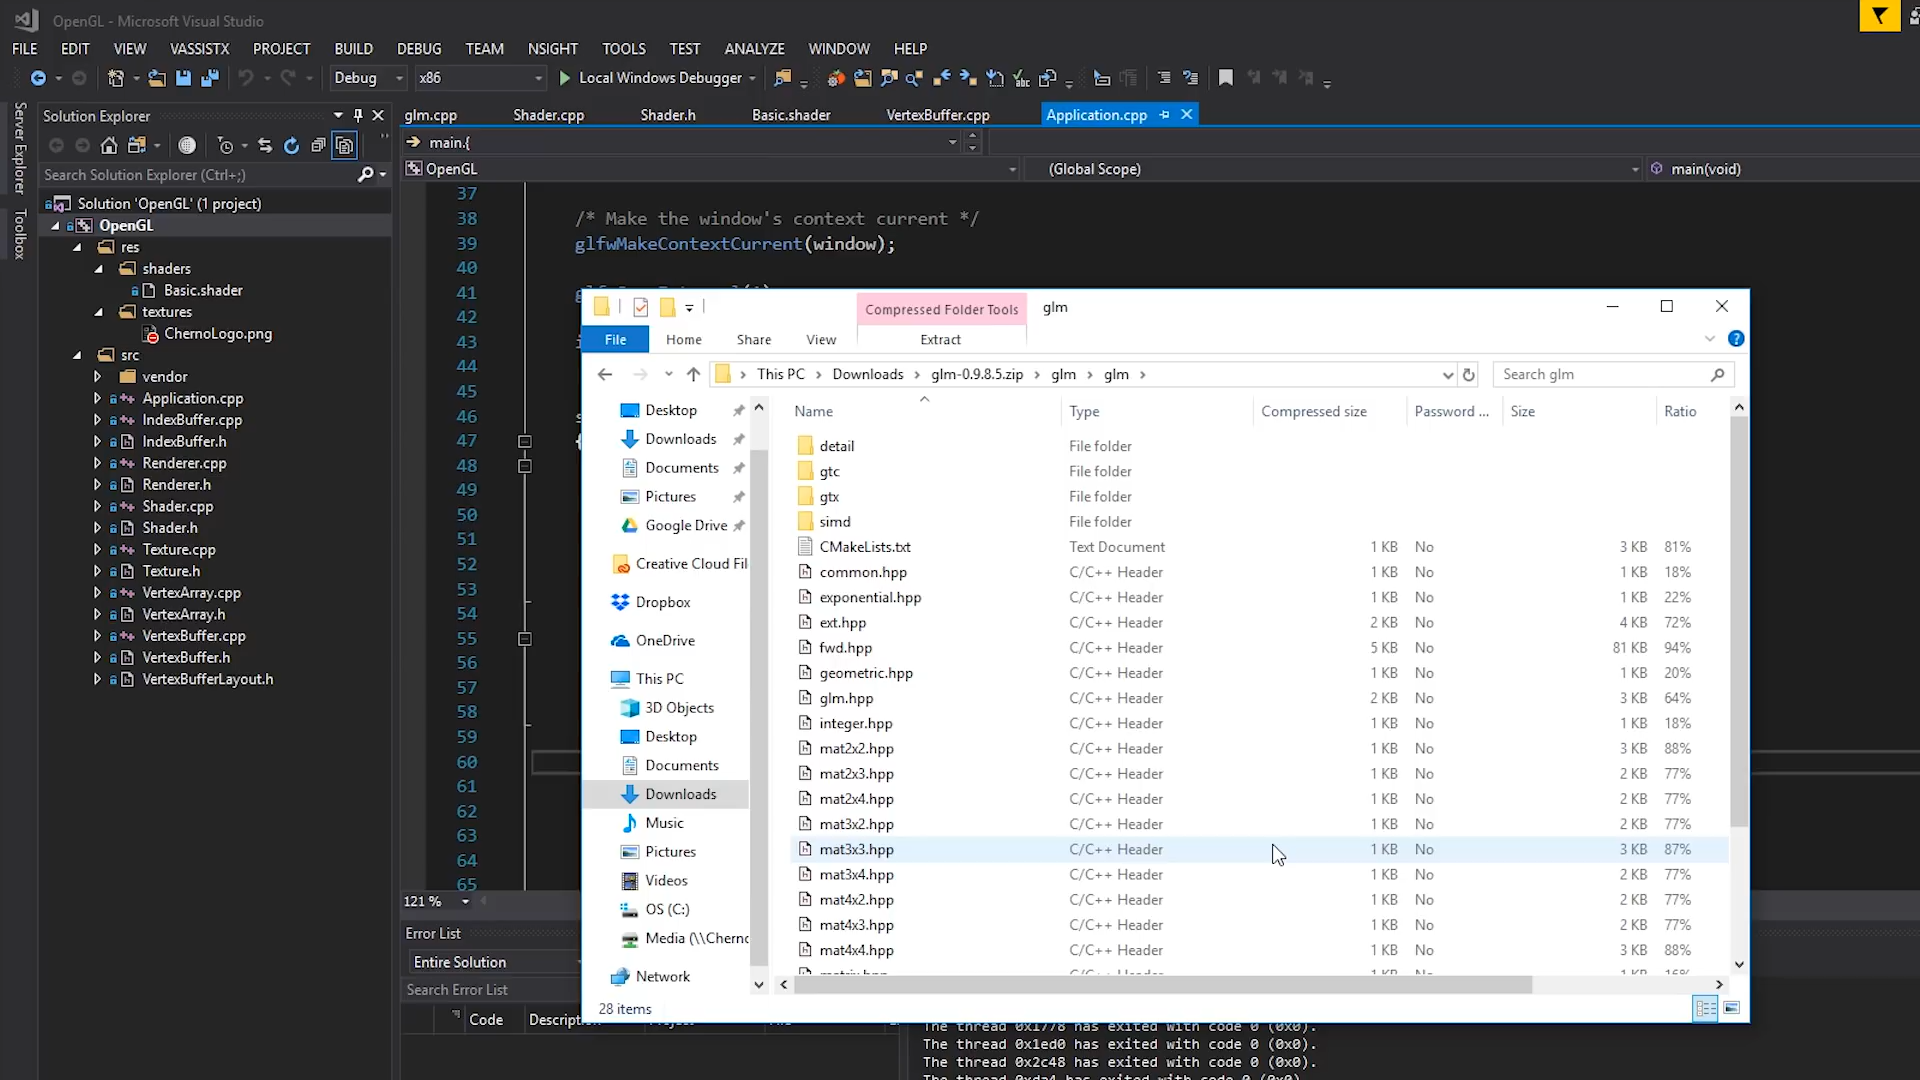 OpenGL - Microsoft Visual Studio
FILE EDIT VIEW VASSISTX PROJECT BUILD DEBUG TEAM NSIGHT TOOLS TEST ANALYZE WINDOW HELP
Debug x86 Local Windows Debugger
Server Explorer
Toolbox
Solution Explorer
Search Solution Explorer (Ctrl+;)
Solution 'OpenGL' (1 project)
OpenGL
res
shaders
Basic.shader
textures
ChernoLogo.png
src
vendor
Application.cpp
IndexBuffer.cpp
IndexBuffer.h
Renderer.cpp
Renderer.h
Shader.cpp
Shader.h
Texture.cpp
Texture.h
VertexArray.cpp
VertexArray.h
VertexBuffer.cpp
VertexBuffer.h
VertexBufferLayout.h
glm.cpp Shader.cpp Shader.h Basic.shader VertexBuffer.cpp Application.cpp
main.{
OpenGL (Global Scope) main(void)
37
38 /* Make the window's context current */
39 glfwMakeContextCurrent(window);
40
41
42
43
44
45
46
47
48
49
50
51
52
53
54
55
56
57
58
59
60
61
62
63
64
65
121 %
Error List
Entire Solution
Search Error List
Code
Compressed Folder Tools glm
File Home Share View Extract
This PC Downloads glm-0.9.8.5.zip glm glm
Search glm
Desktop
Downloads
Documents
Pictures
Google Drive
Creative Cloud Fil
Dropbox
OneDrive
This PC
3D Objects
Desktop
Documents
Downloads
Music
Pictures
Videos
OS (C:)
Media (\\Cherno
Network
Name Type Compressed size Password ... Size Ratio
detail File folder
gtc File folder
gtx File folder
simd File folder
CMakeLists.txt Text Document 1 KB No 3 KB 81%
common.hpp C/C++ Header 1 KB No 1 KB 18%
exponential.hpp C/C++ Header 1 KB No 1 KB 22%
ext.hpp C/C++ Header 2 KB No 4 KB 72%
fwd.hpp C/C++ Header 5 KB No 81 KB 94%
geometric.hpp C/C++ Header 1 KB No 1 KB 20%
glm.hpp C/C++ Header 2 KB No 3 KB 64%
integer.hpp C/C++ Header 1 KB No 1 KB 18%
mat2x2.hpp C/C++ Header 1 KB No 3 KB 88%
mat2x3.hpp C/C++ Header 1 KB No 2 KB 77%
mat2x4.hpp C/C++ Header 1 KB No 2 KB 77%
mat3x2.hpp C/C++ Header 1 KB No 2 KB 77%
mat3x3.hpp C/C++ Header 1 KB No 3 KB 87%
mat3x4.hpp C/C++ Header 1 KB No 2 KB 77%
mat4x2.hpp C/C++ Header 1 KB No 2 KB 77%
mat4x3.hpp C/C++ Header 1 KB No 2 KB 77%
mat4x4.hpp C/C++ Header 1 KB No 3 KB 88%
28 items
The thread 0x1778 has exited with code 0 (0x0).
The thread 0x1ed0 has exited with code 0 (0x0).
The thread 0x2c48 has exited with code 0 (0x0).